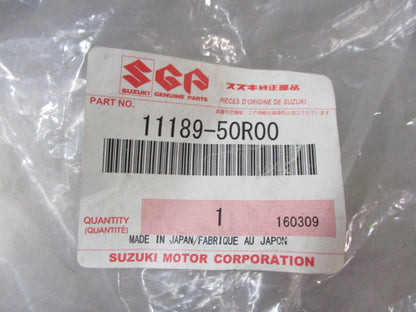 SGP
SUZUKI GENUINE PARTS
スズキ純正部品
PIÈCES D'ORIGINE DE SUZUKI
PART NO.
11189-50R00
QUANTITY
(QUANTITÉ)
1
160309
MADE IN JAPAN/FABRIQUE AU JAPON
SUZUKI MOTOR CORPORATION